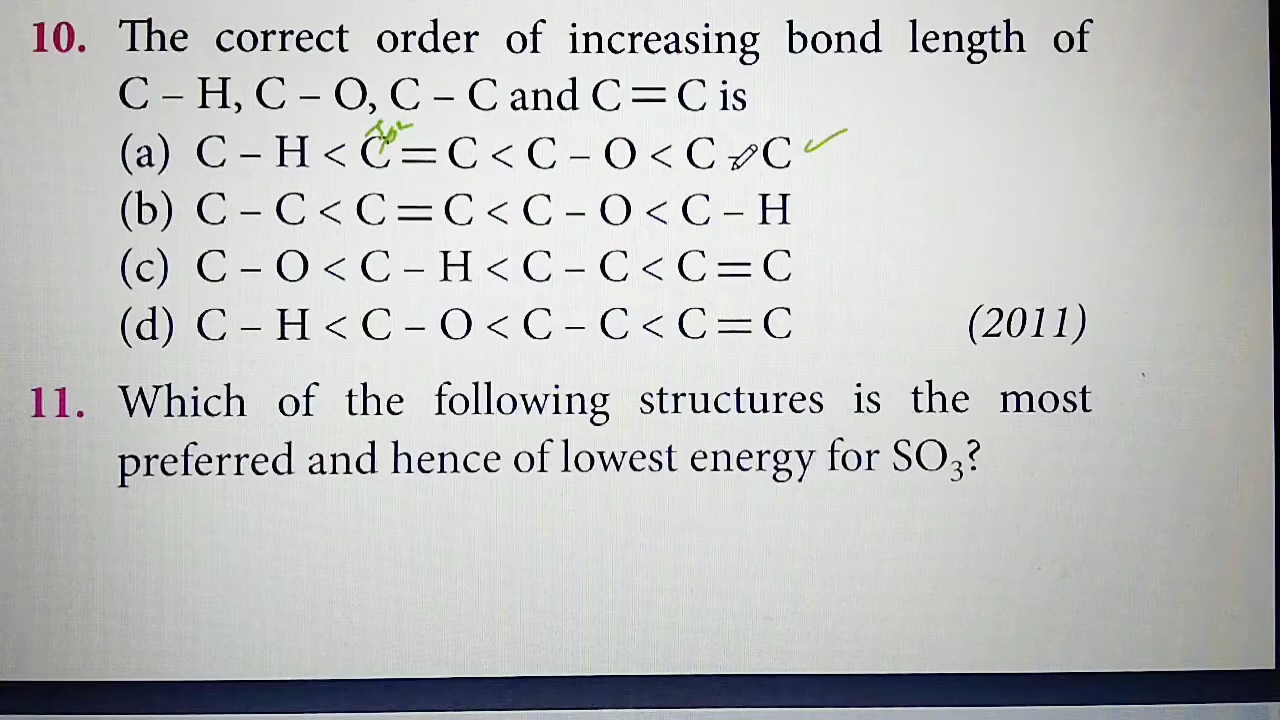 10. The correct order of increasing bond length of
C – H, C – O, C – C and C = C is
(a) C – H < C = C < C – O < C – C
(b) C – C < C = C < C – O < C – H
(c) C – O < C – H < C – C < C = C
(d) C – H < C – O < C – C < C = C (2011)
11. Which of the following structures is the most
preferred and hence of lowest energy for SO₃?